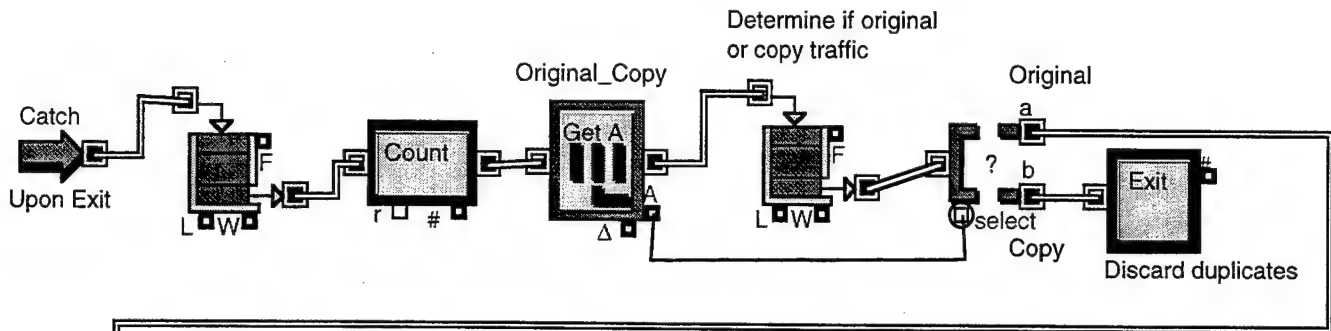 Determine if original
or copy traffic
Original_Copy
Original
Catch
a
Get A
F
Count
F
?
b
Exit
#
Upon Exit
A
L W
r #
Δ
L W
select
Copy
Discard duplicates